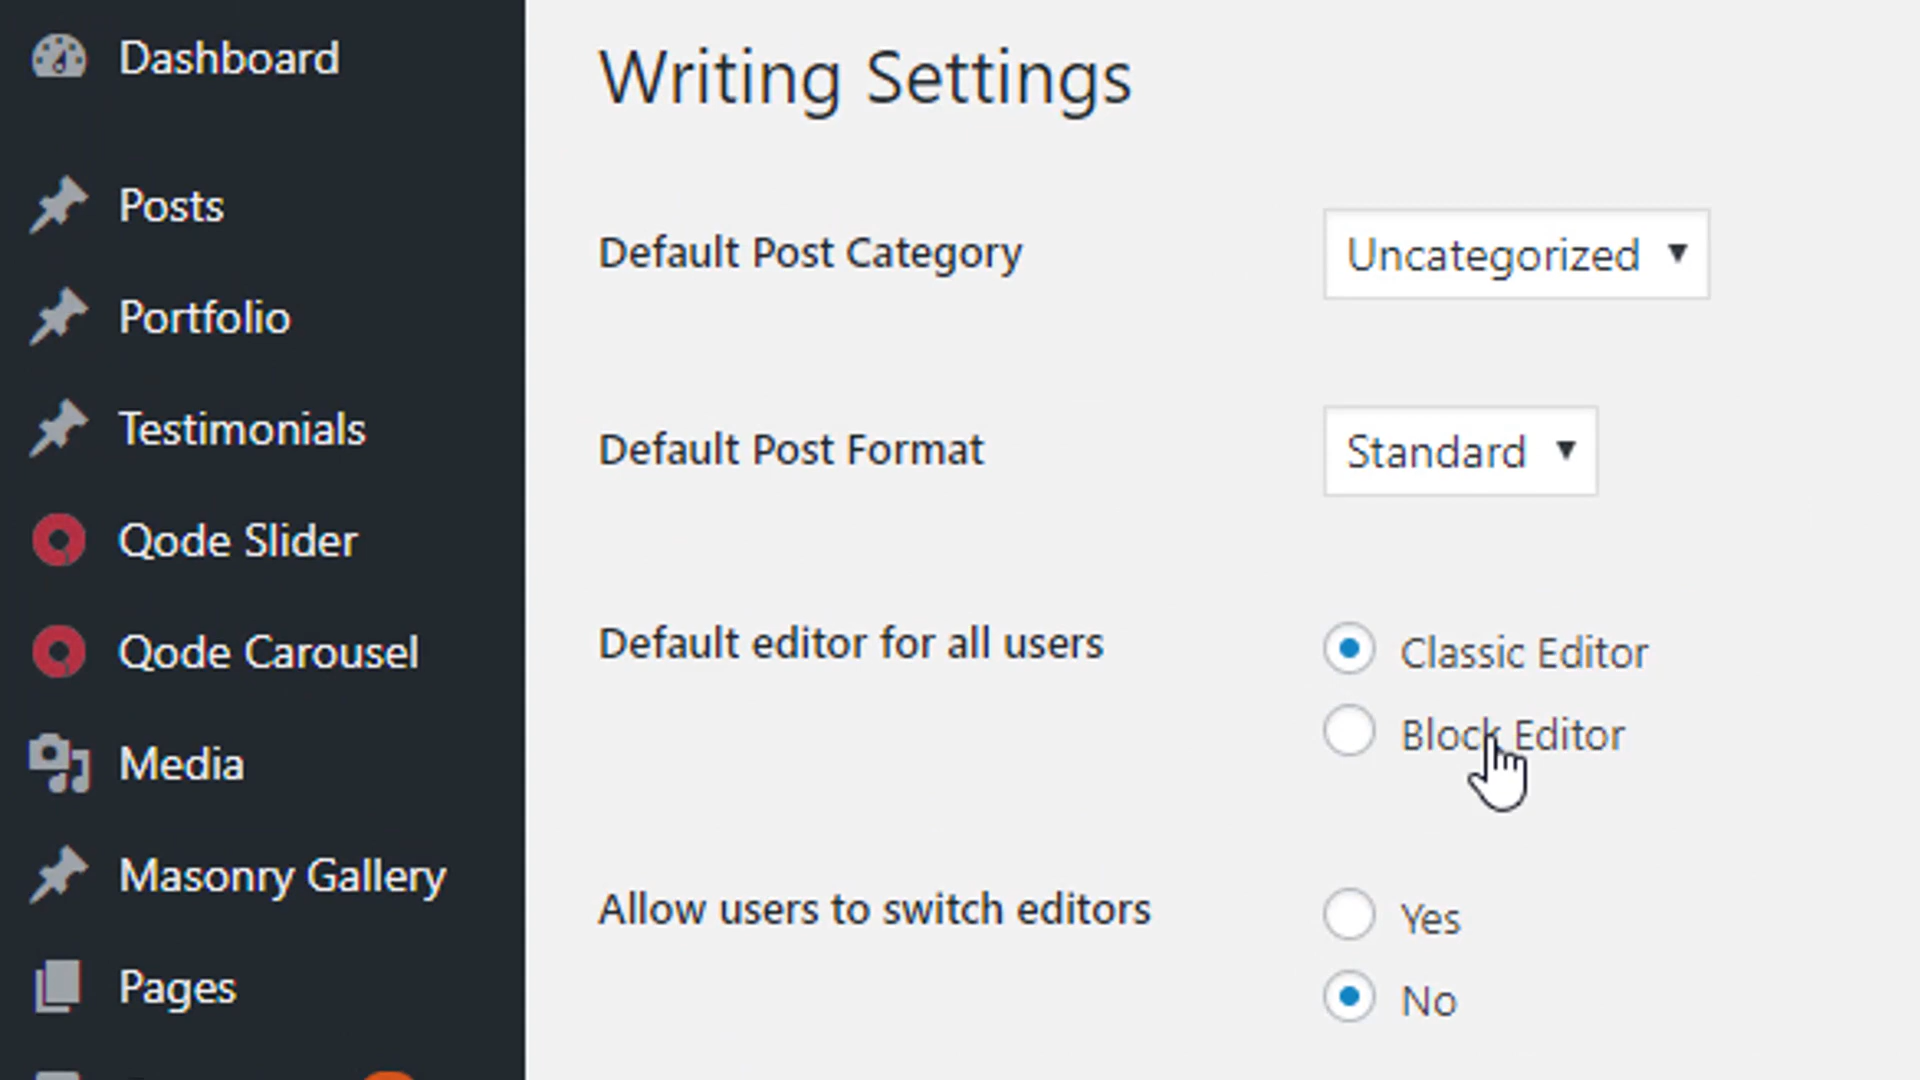 Dashboard
Posts
Portfolio
Testimonials
Qode Slider
Qode Carousel
Media
Masonry Gallery
Pages
Writing Settings
Default Post Category
Uncategorized
Default Post Format
Standard
Default editor for all users
Classic Editor
Block Editor
Allow users to switch editors
Yes
No